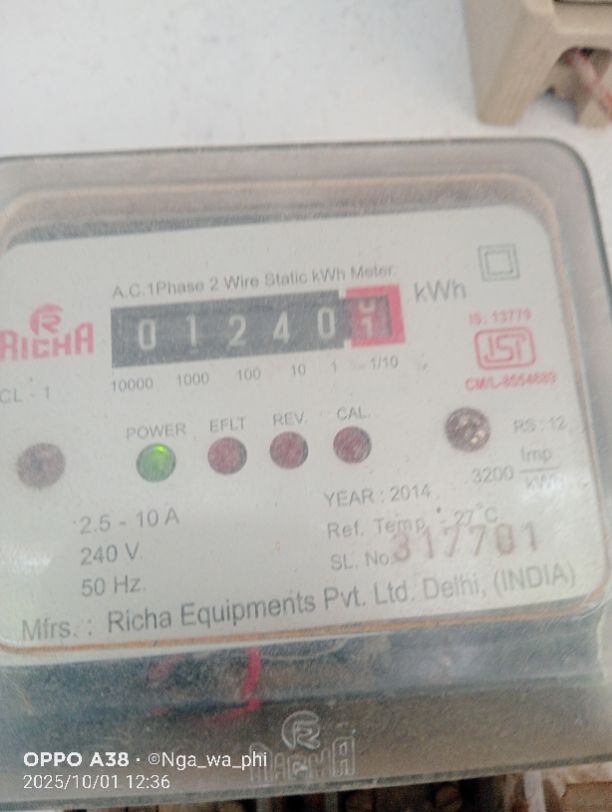 A.C.1Phase 2 Wire Static kWh Meter.
kWh
RICHA
0 1 2 4 0 1
10000 1000 100 10 1 1/10
IS: 13779
ISI
CM/L-8554689
CL - 1
POWER EFLT REV. CAL.
RS : 12
3200 Imp
kWh
2.5 - 10 A
240 V.
50 Hz.
YEAR : 2014
Ref. Temp. : 27°C
SL. No. 317701
Mfrs. : Richa Equipments Pvt. Ltd. Delhi, (INDIA)
RICHA
OPPO A38 · ©Nga_wa_phi
2025/10/01 12:36